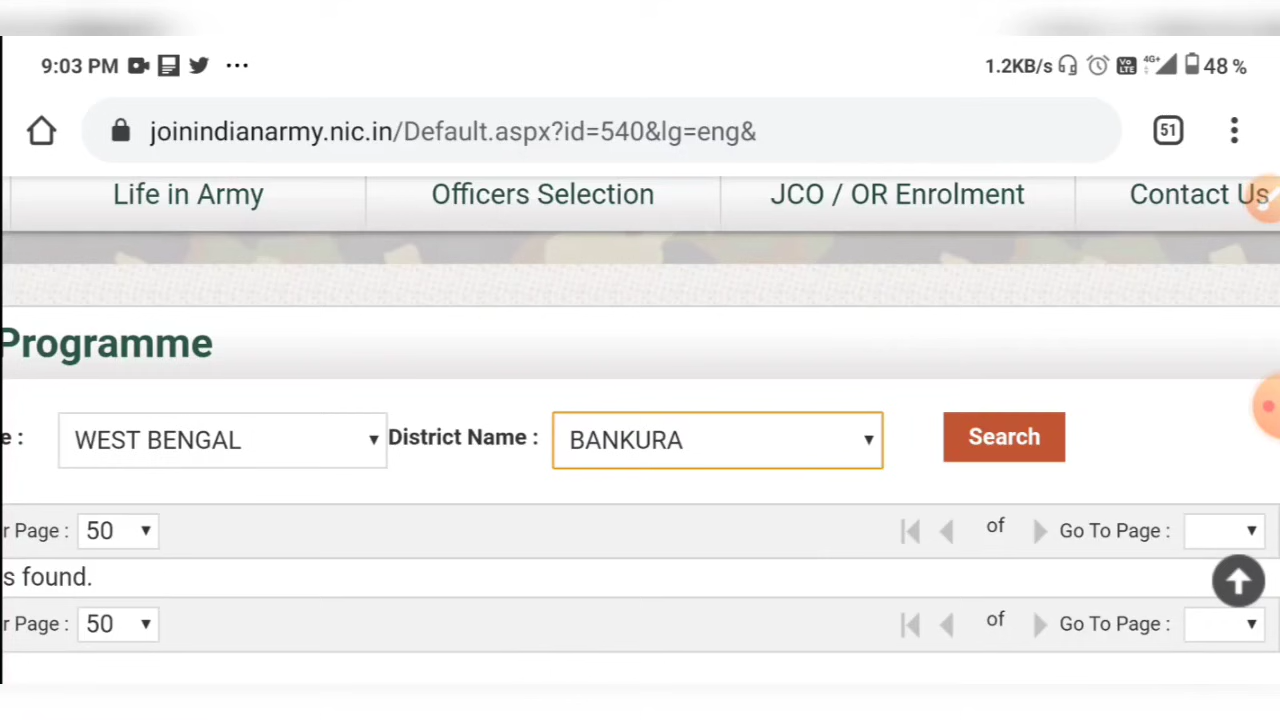 9:03 PM ... 1.2KB/s VoLTE 4G+ 48 %
joinindianarmy.nic.in/Default.aspx?id=540&lg=eng& 51
Life in Army Officers Selection JCO / OR Enrolment Contact Us
Programme
e : WEST BENGAL District Name : BANKURA Search
r Page : 50 of Go To Page :
s found.
r Page : 50 of Go To Page :